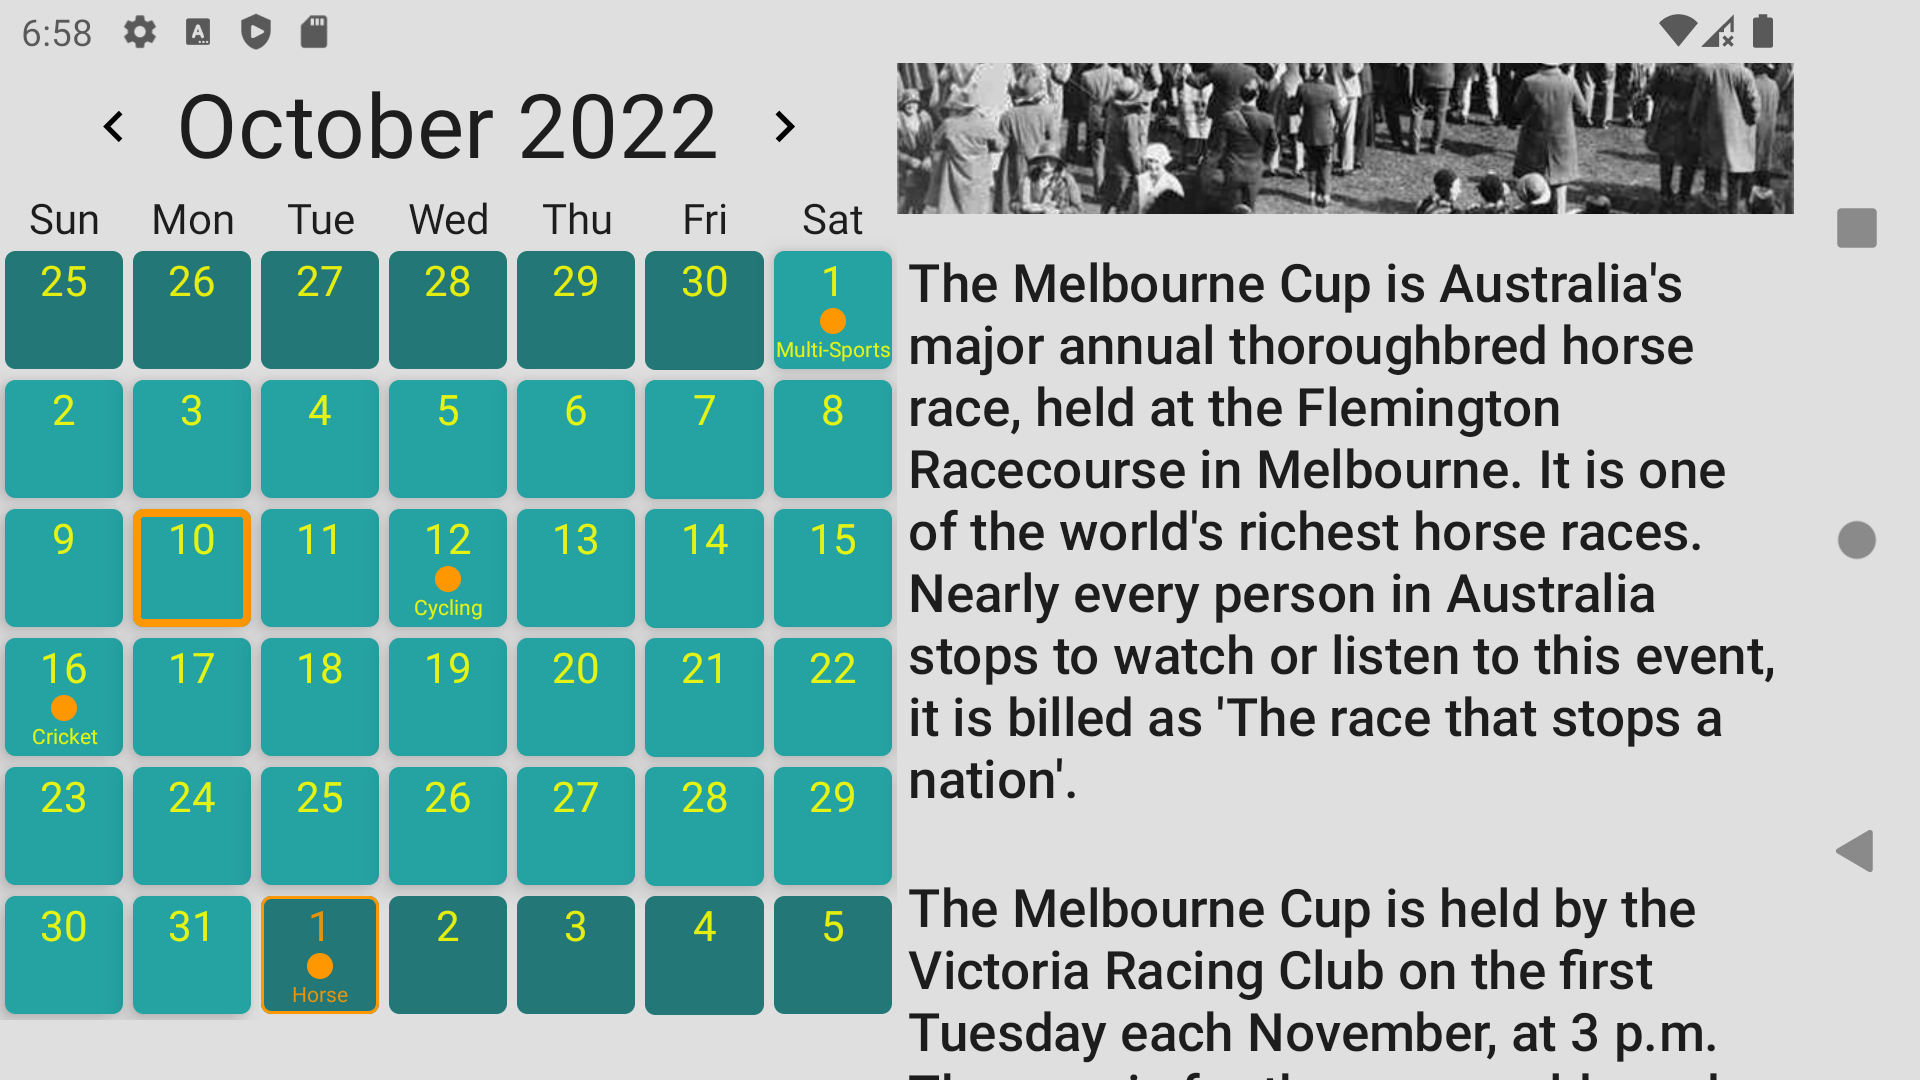 6:58
October 2022
Sun Mon Tue Wed Thu Fri Sat
25 26 27 28 29 30 1
Multi-Sports
2 3 4 5 6 7 8
9 10 11 12 13 14 15
Cycling
16 17 18 19 20 21 22
Cricket
23 24 25 26 27 28 29
30 31 1 2 3 4 5
Horse
The Melbourne Cup is Australia's
major annual thoroughbred horse
race, held at the Flemington
Racecourse in Melbourne. It is one
of the world's richest horse races.
Nearly every person in Australia
stops to watch or listen to this event,
it is billed as 'The race that stops a
nation'.
The Melbourne Cup is held by the
Victoria Racing Club on the first
Tuesday each November, at 3 p.m.